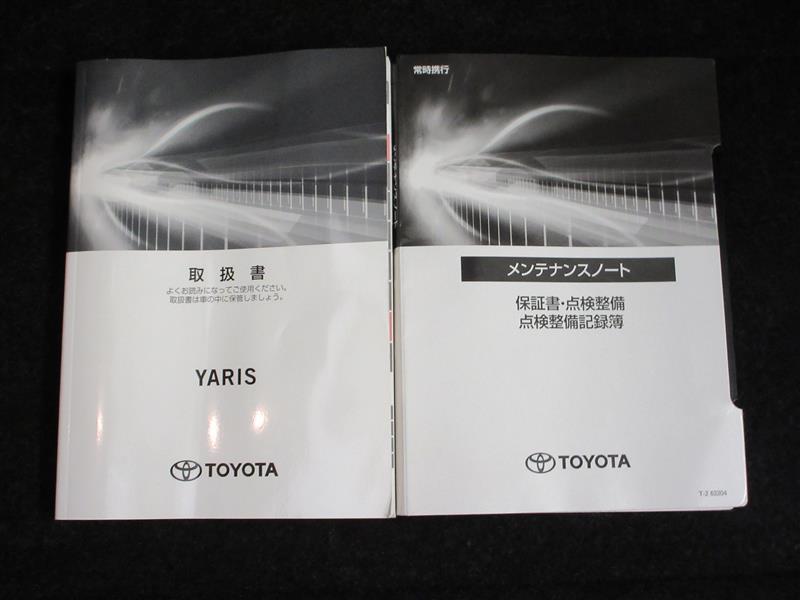 取扱書
よくお読みになってご使用ください。
取扱書は車の中に保管しましょう。
YARIS
TOYOTA
常時携行
メンテナンスノート
保証書・点検整備
点検整備記録簿
TOYOTA